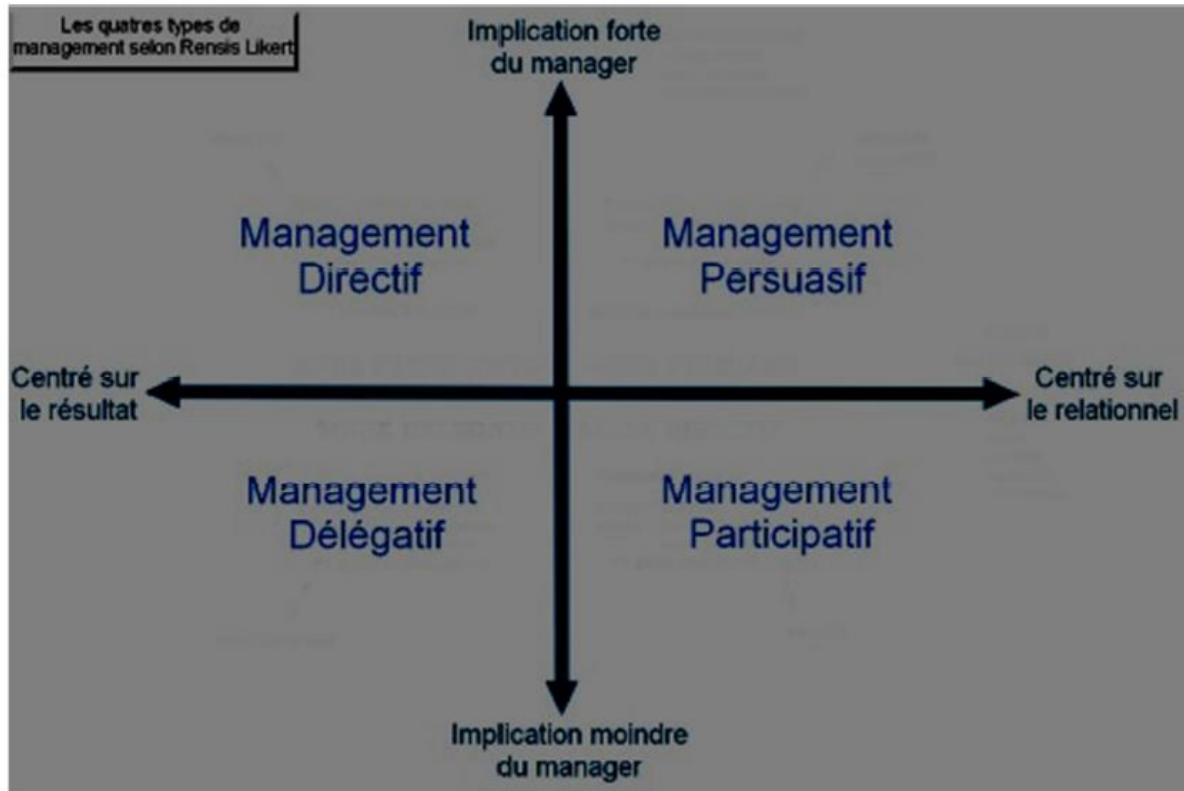 Les quatres types de
management selon Rensis Likert
Implication forte
du manager
Management
Directif
Management
Persuasif
Centré sur
le résultat
Centré sur
le relationnel
Management
Délégatif
Management
Participatif
Implication moindre
du manager